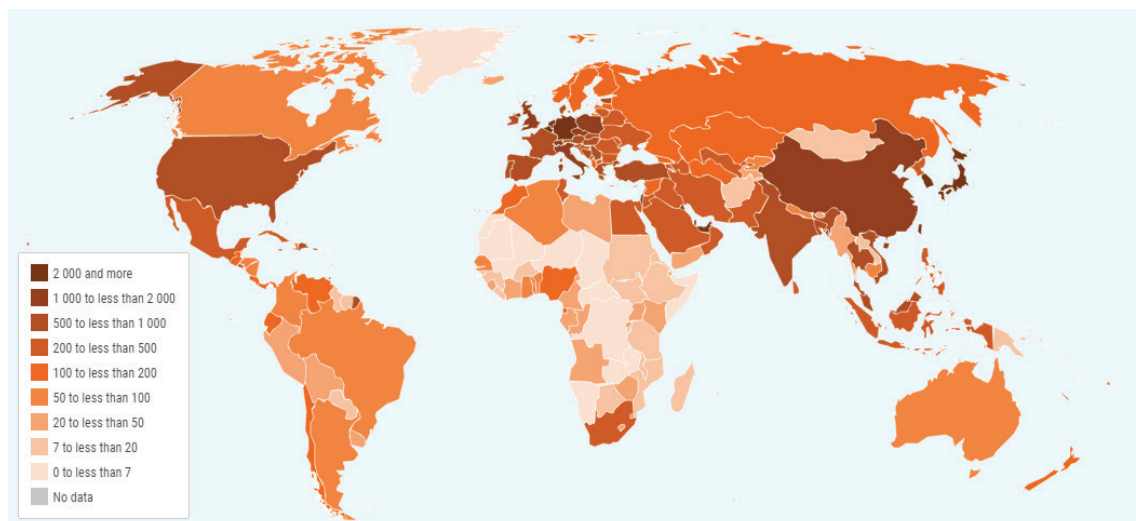 2 000 and more
1 000 to less than 2 000
500 to less than 1 000
200 to less than 500
100 to less than 200
50 to less than 100
20 to less than 50
7 to less than 20
0 to less than 7
No data